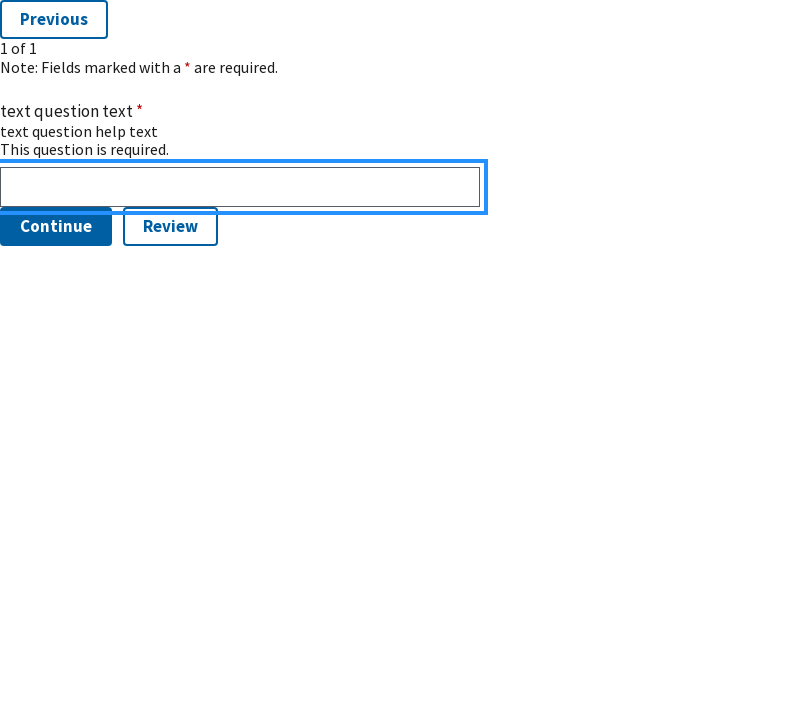 Previous
1 of 1
Note: Fields marked with a * are required.
text question text *
text question help text
This question is required.
Continue Review